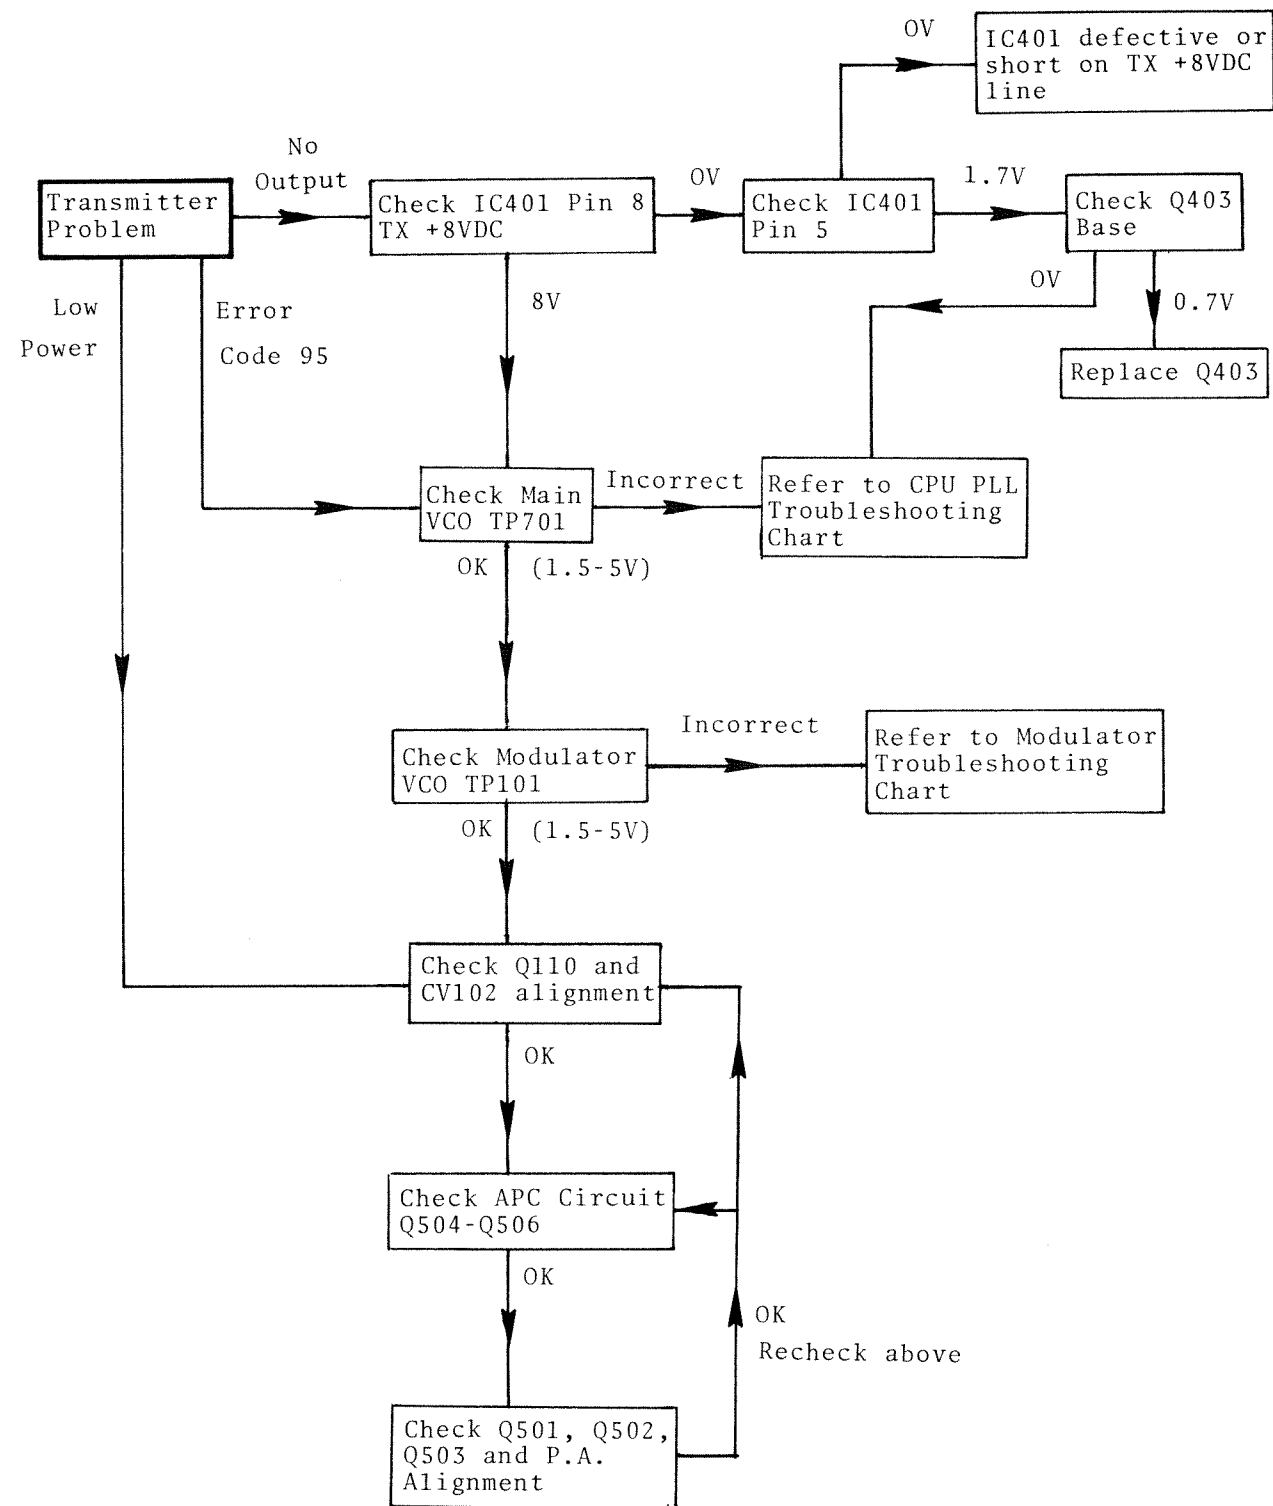 OV
IC401 defective or
short on TX +8VDC
line
No
Output
Transmitter
Problem
Check IC401 Pin 8
TX +8VDC
OV
Check IC401
Pin 5
1.7V
Check Q403
Base
Low
Power
Error
Code 95
8V
OV
0.7V
Replace Q403
Check Main
VCO TP701
Incorrect
Refer to CPU PLL
Troubleshooting
Chart
OK (1.5-5V)
Check Modulator
VCO TP101
Incorrect
Refer to Modulator
Troubleshooting
Chart
OK (1.5-5V)
Check Q110 and
CV102 alignment
OK
Check APC Circuit
Q504-Q506
OK
OK
Recheck above
Check Q501, Q502,
Q503 and P.A.
Alignment